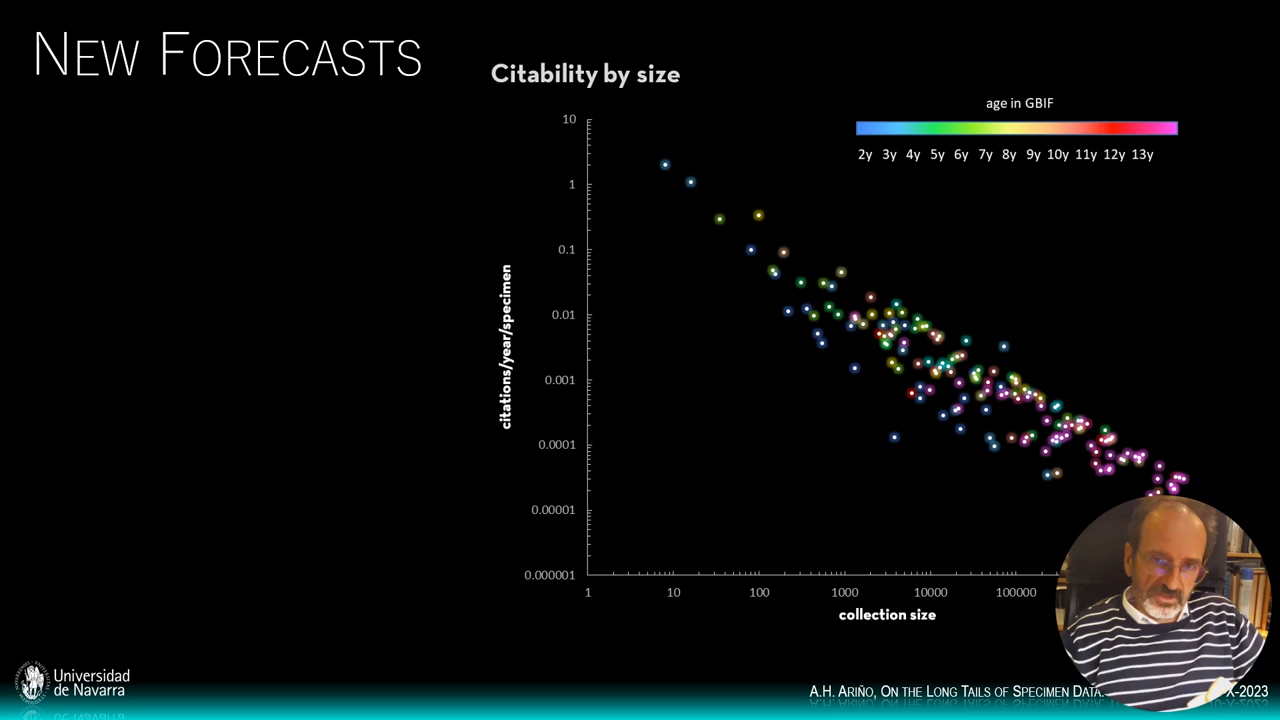 NEW FORECASTS
Citability by size
age in GBIF
2y 3y 4y 5y 6y 7y 8y 9y 10y 11y 12y 13y
10
1
0.1
0.01
0.001
0.0001
0.00001
0.000001
citations/year/specimen
1 10 100 1000 10000 100000
collection size
Universidad
de Navarra
A.H. ARIÑO, ON THE LONG TAILS OF SPECIMEN DATA. X-2023